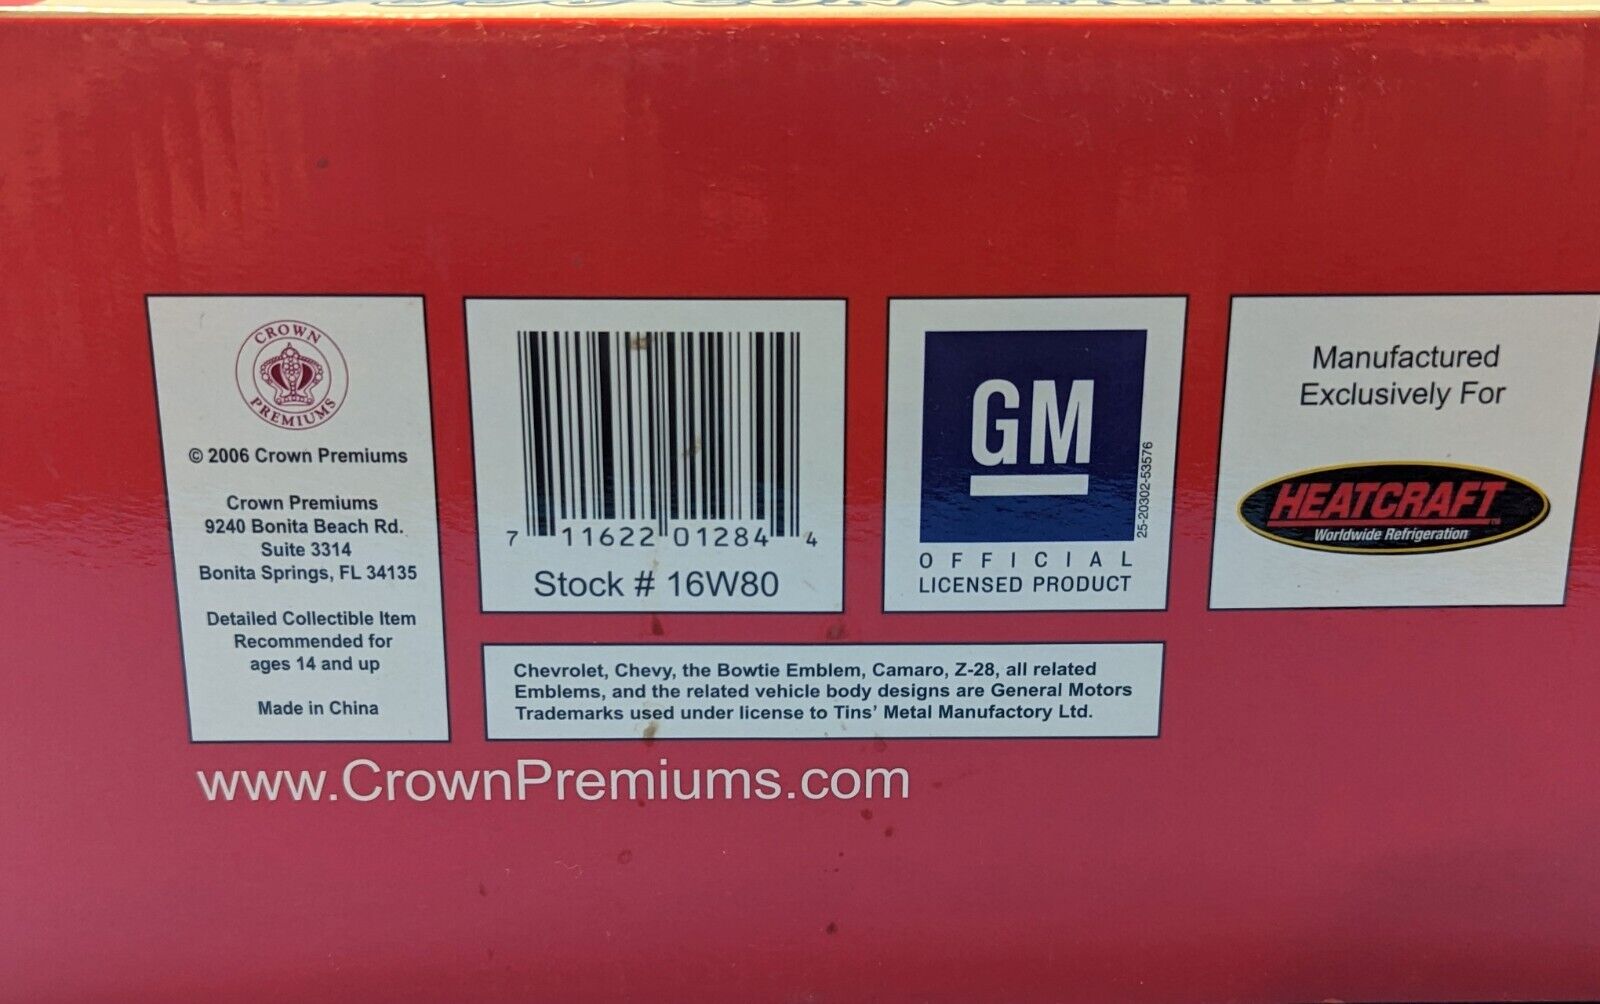 CROWN
PREMIUMS
© 2006 Crown Premiums
Crown Premiums
9240 Bonita Beach Rd.
Suite 3314
Bonita Springs, FL 34135
Detailed Collectible Item
Recommended for
ages 14 and up
Made in China
7 11622 01284 4
Stock # 16W80
GM
25-20302-53576
OFFICIAL
LICENSED PRODUCT
Manufactured
Exclusively For
HEATCRAFT™
Worldwide Refrigeration
Chevrolet, Chevy, the Bowtie Emblem, Camaro, Z-28, all related
Emblems, and the related vehicle body designs are General Motors
Trademarks used under license to Tins' Metal Manufactory Ltd.
www.CrownPremiums.com